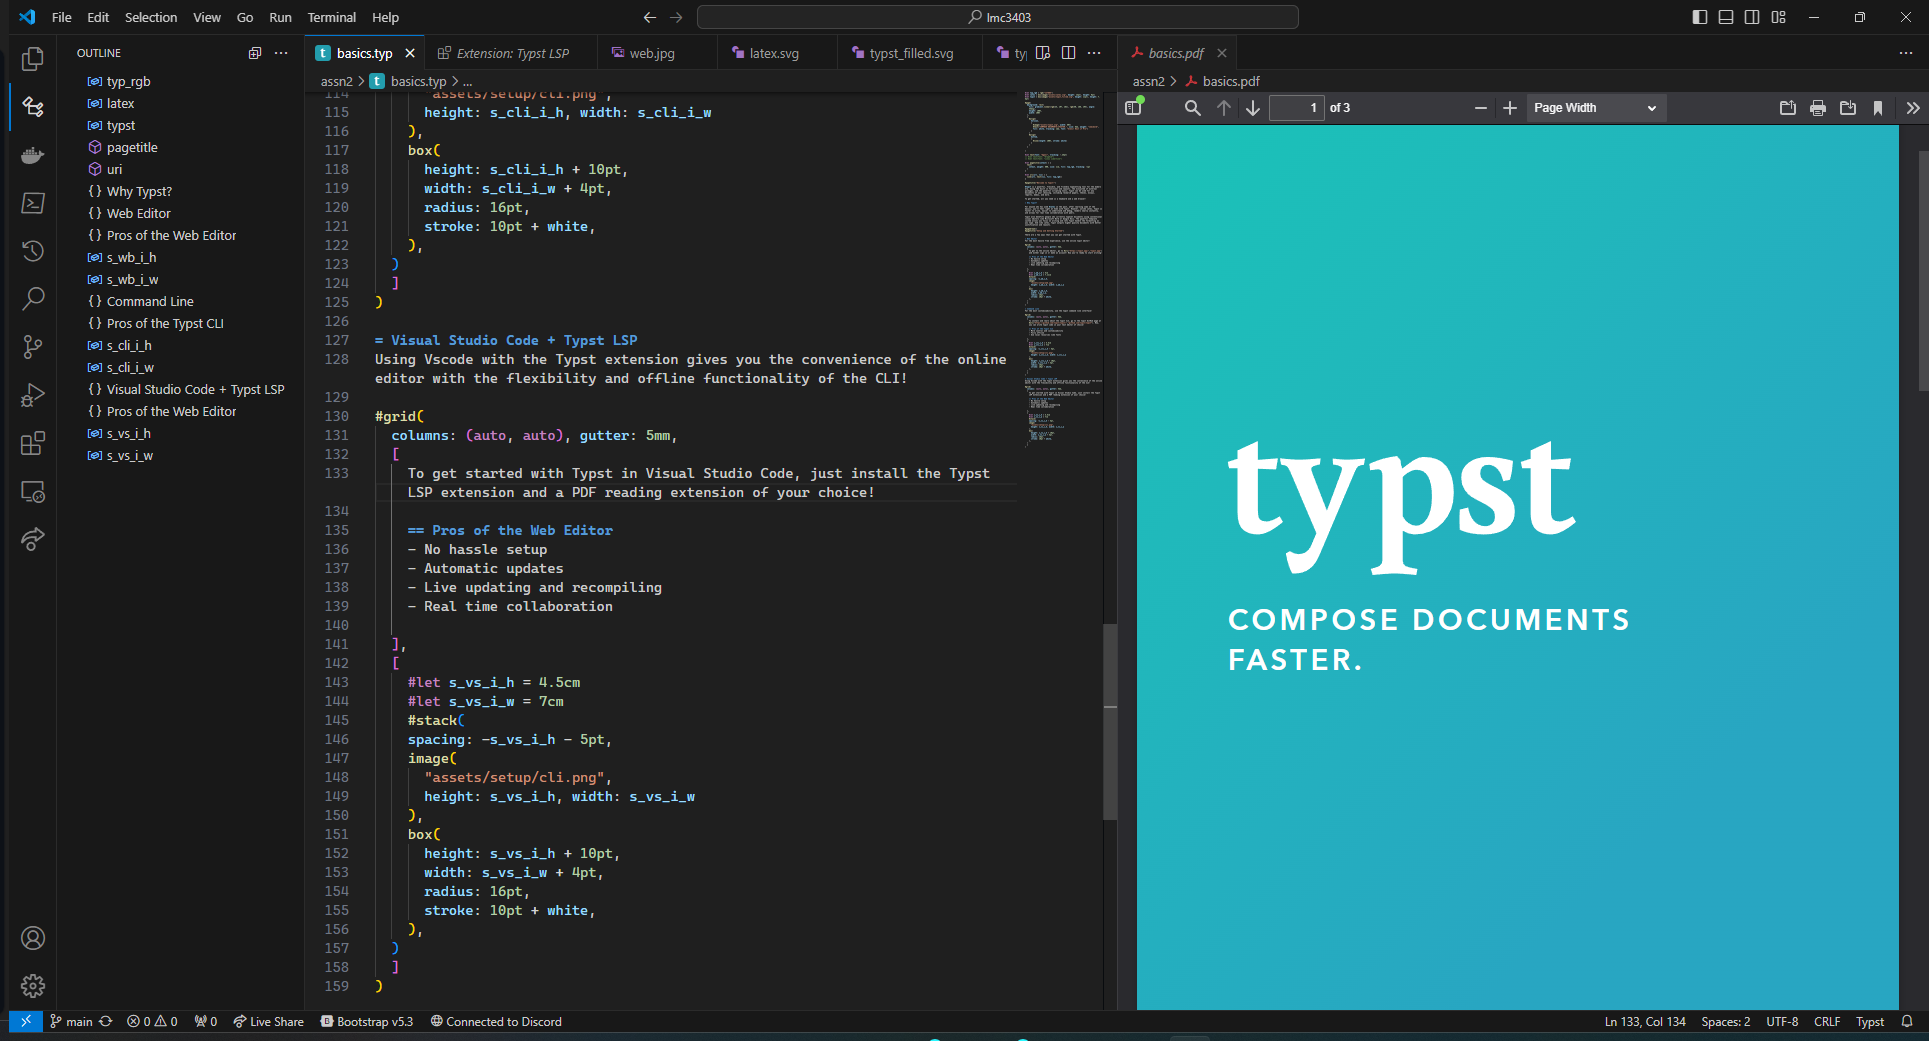 File Edit Selection View Go Run Terminal Help
lmc3403
OUTLINE
typ_rgb
latex
typst
pagetitle
uri
{} Why Typst?
{} Web Editor
{} Pros of the Web Editor
s_wb_i_h
s_wb_i_w
{} Command Line
{} Pros of the Typst CLI
s_cli_i_h
s_cli_i_w
{} Visual Studio Code + Typst LSP
{} Pros of the Web Editor
s_vs_i_h
s_vs_i_w
basics.typ Extension: Typst LSP web.jpg latex.svg typst_filled.svg ty
assn2 > basics.typ > ...
114 "assets/setup/cli.png",
115 height: s_cli_i_h, width: s_cli_i_w
116 ),
117 box(
118 height: s_cli_i_h + 10pt,
119 width: s_cli_i_w + 4pt,
120 radius: 16pt,
121 stroke: 10pt + white,
122 ),
123 )
124 ]
125 )
126
127 = Visual Studio Code + Typst LSP
128 Using Vscode with the Typst extension gives you the convenience of the online
editor with the flexibility and offline functionality of the CLI!
129
130 #grid(
131 columns: (auto, auto), gutter: 5mm,
132 [
133 To get started with Typst in Visual Studio Code, just install the Typst
LSP extension and a PDF reading extension of your choice!
134
135 == Pros of the Web Editor
136 - No hassle setup
137 - Automatic updates
138 - Live updating and recompiling
139 - Real time collaboration
140
141 ],
142 [
143 #let s_vs_i_h = 4.5cm
144 #let s_vs_i_w = 7cm
145 #stack(
146 spacing: -s_vs_i_h - 5pt,
147 image(
148 "assets/setup/cli.png",
149 height: s_vs_i_h, width: s_vs_i_w
150 ),
151 box(
152 height: s_vs_i_h + 10pt,
153 width: s_vs_i_w + 4pt,
154 radius: 16pt,
155 stroke: 10pt + white,
156 ),
157 )
158 ]
159 )
basics.pdf
assn2 > basics.pdf
1 of 3 Page Width
typst
COMPOSE DOCUMENTS
FASTER.
main 0 0 0 Live Share Bootstrap v5.3 Connected to Discord
Ln 133, Col 134 Spaces: 2 UTF-8 CRLF Typst